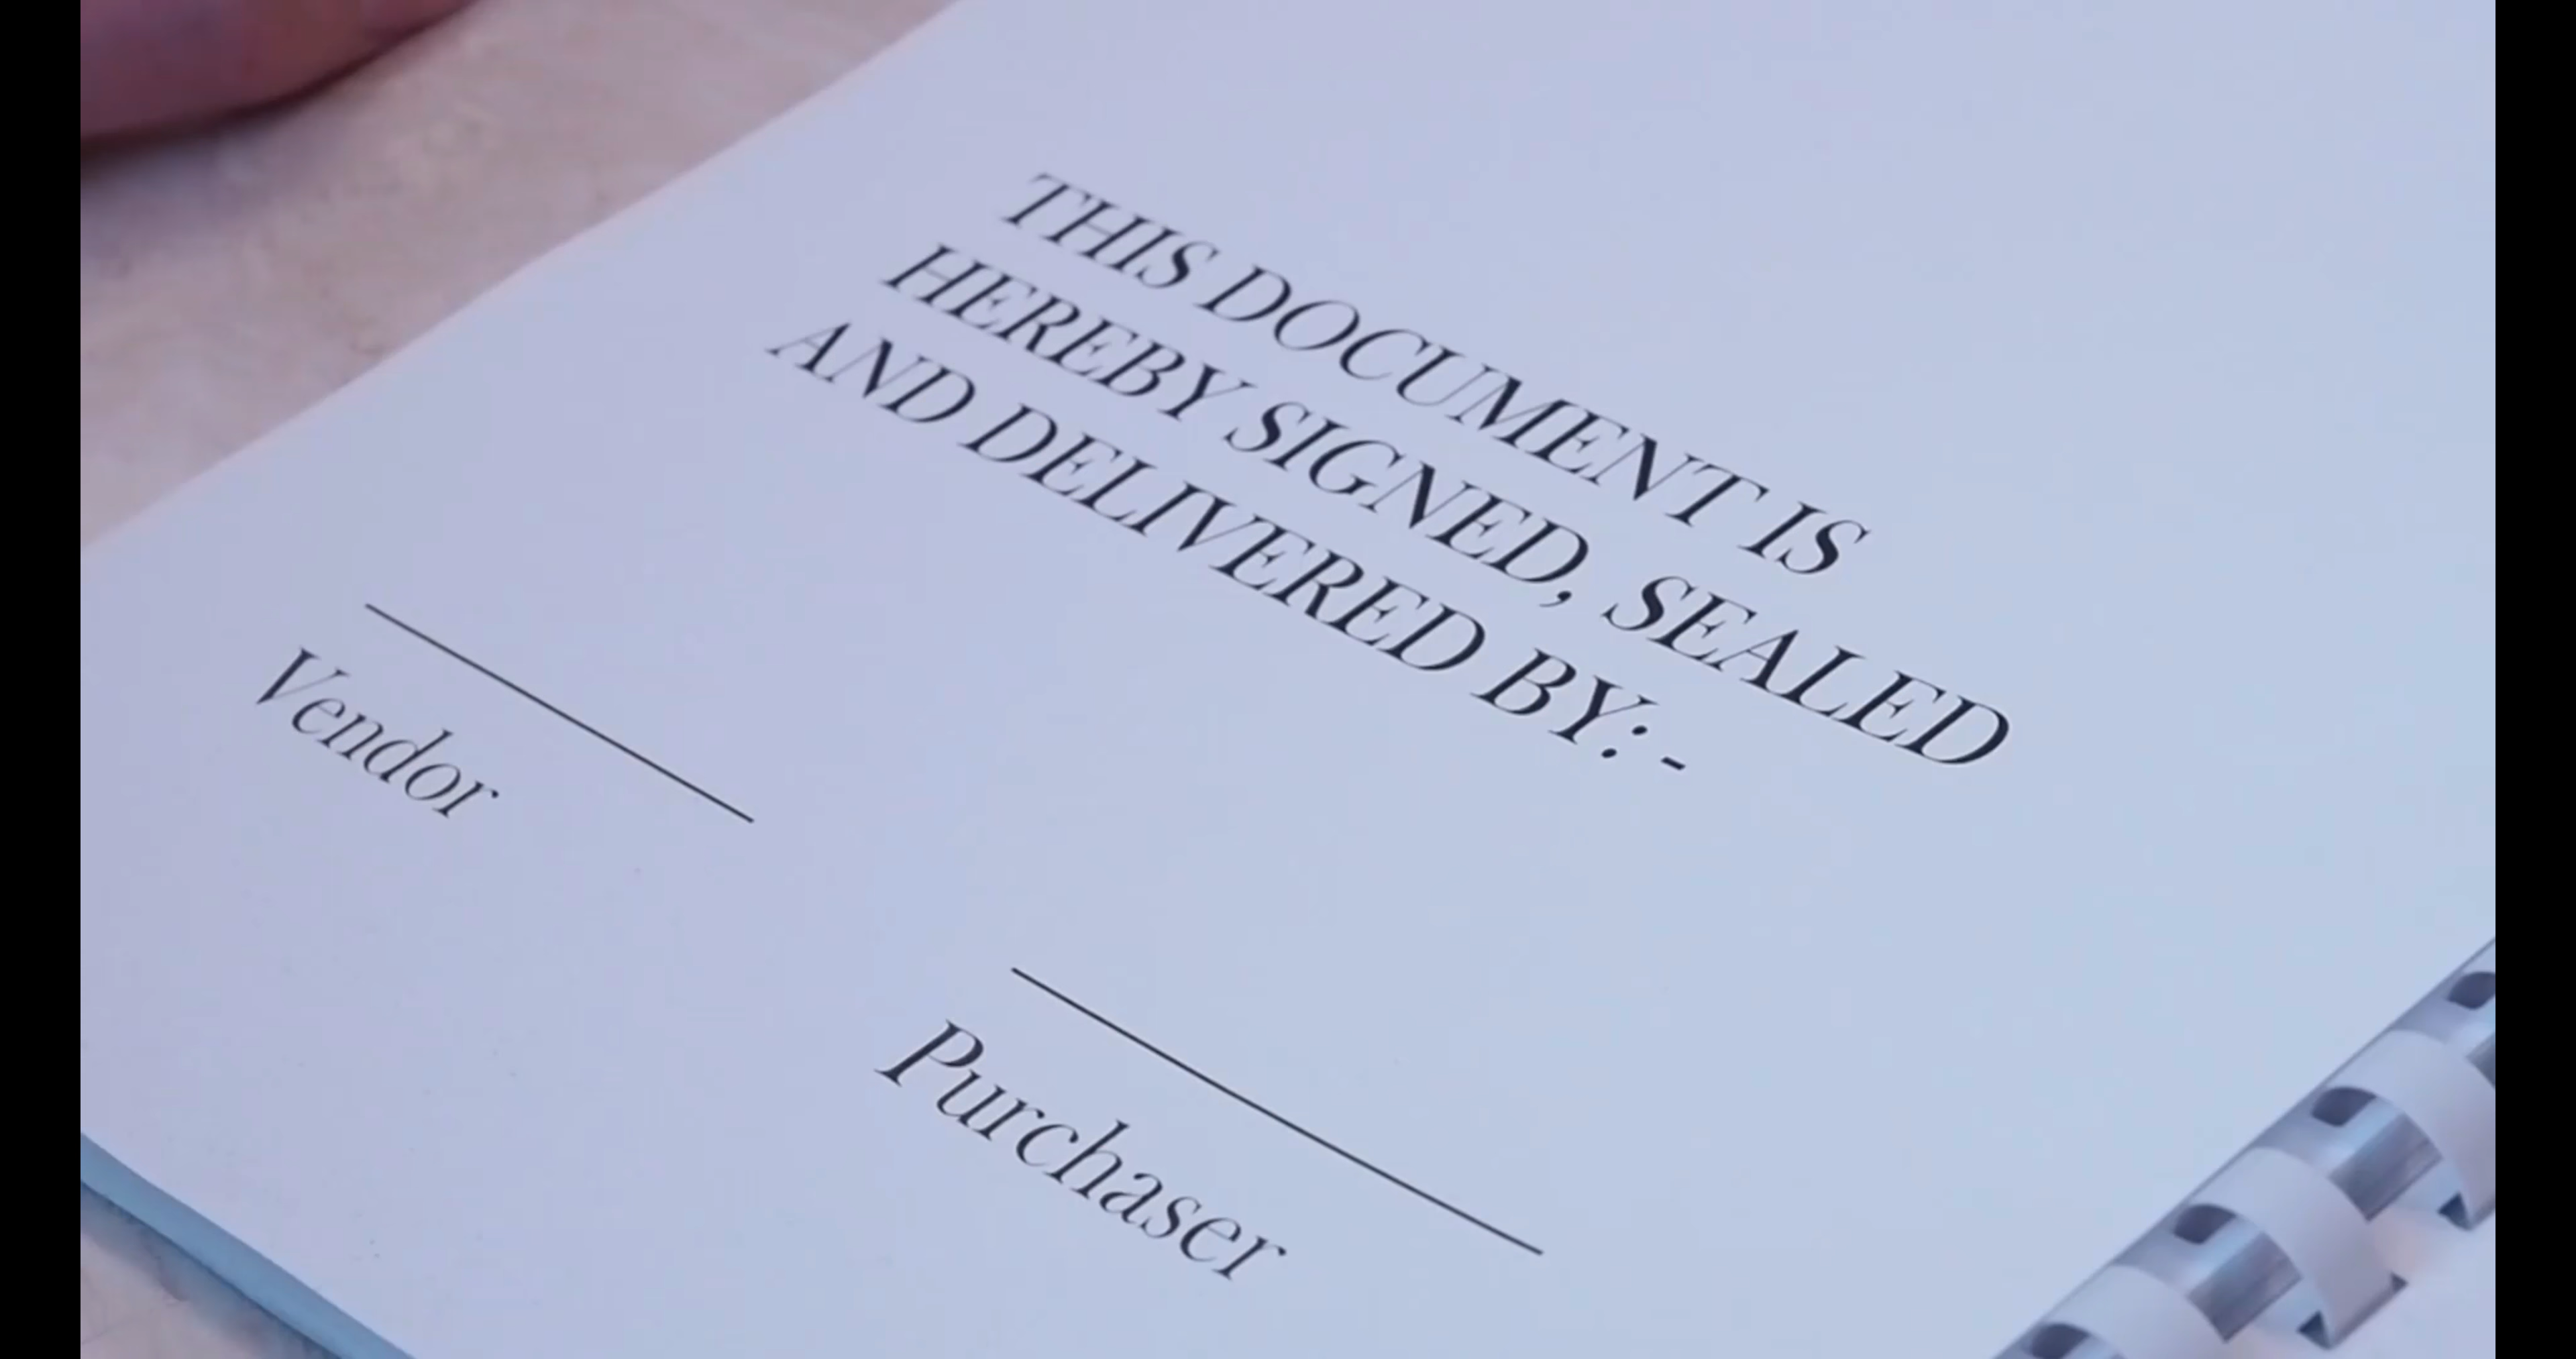 THIS DOCUMENT IS
HEREBY SIGNED, SEALED
AND DELIVERED BY: -
Vendor
Purchaser